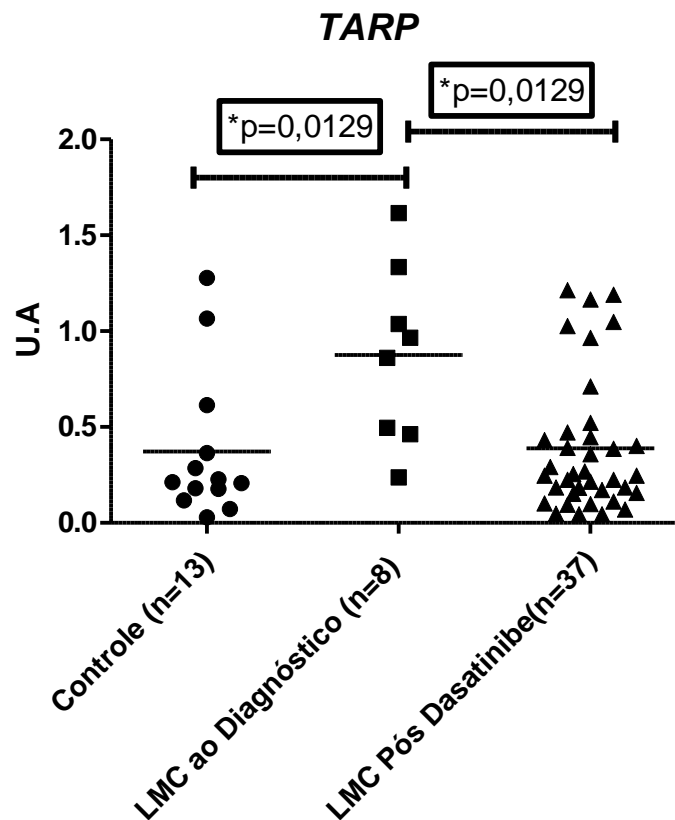 TARP
*p=0,0129
*p=0,0129
2.0
1.5
1.0
0.5
0.0
U.A
Controle (n=13)
LMC ao Diagnóstico (n=8)
LMC Pós Dasatinibe(n=37)